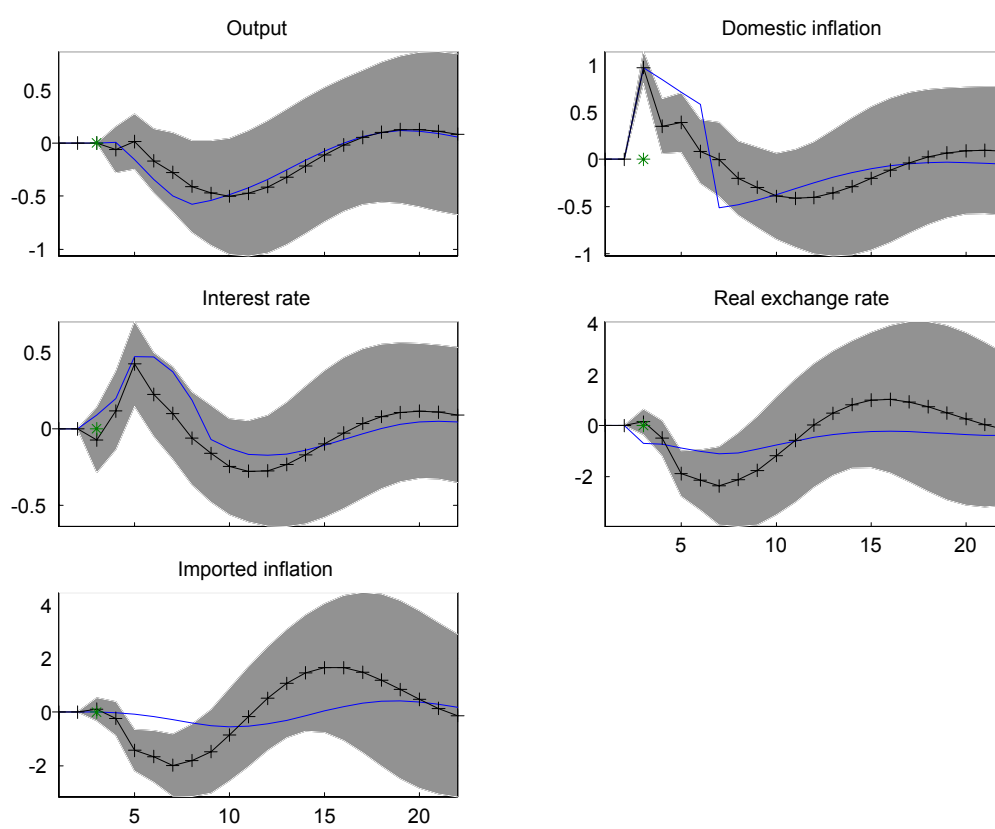 Output
0.5
0
-0.5
-1
Domestic inflation
1
0.5
0
-0.5
-1
Interest rate
0.5
0
-0.5
Real exchange rate
4
2
0
-2
5 10 15 20
Imported inflation
4
2
0
-2
5 10 15 20